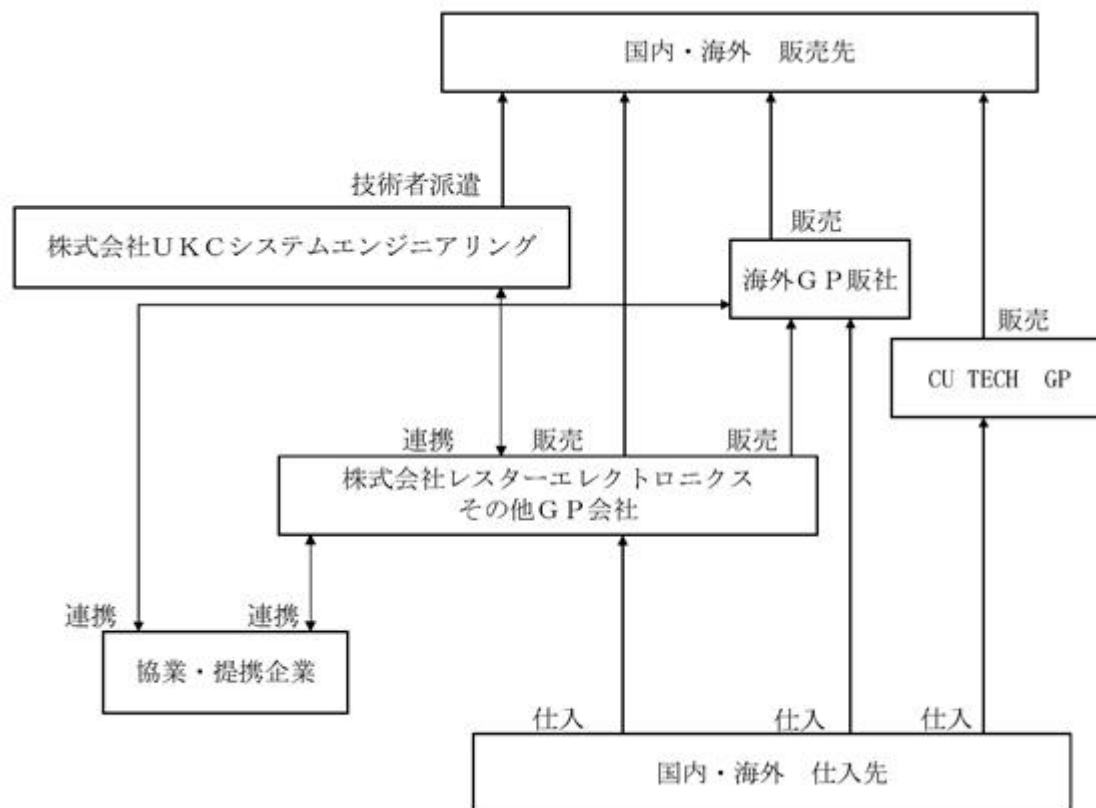 国内・海外　販売先
技術者派遣
株式会社ＵＫＣシステムエンジニアリング
販売
海外ＧＰ販社
販売
CU TECH　GP
連携
販売
販売
株式会社レスターエレクトロニクス
その他ＧＰ会社
連携
連携
協業・提携企業
仕入
仕入
仕入
国内・海外　仕入先